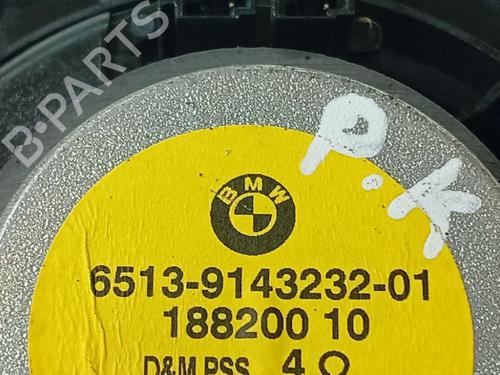 B-PARTS
P.K,
BMW
6513-9143232-01
188200 10
D&M PSS 4 Ω